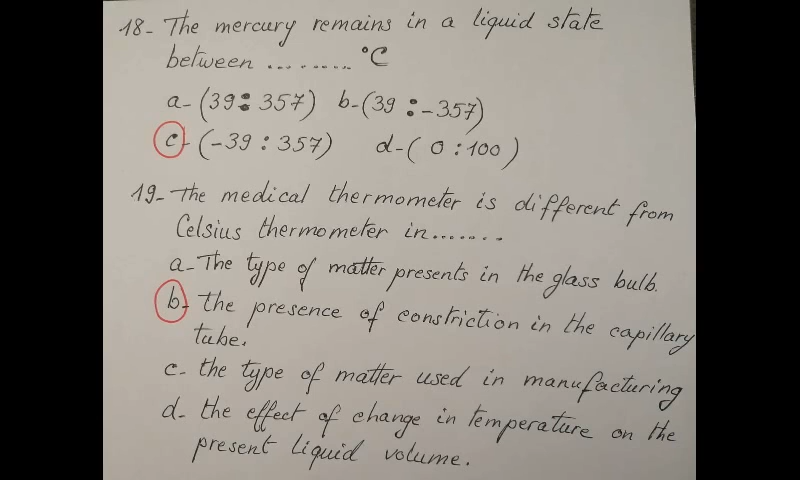 18- The mercury remains in a liquid state
between .......... °C
a- (39 : 357) b- (39 : -357)
c- (-39 : 357) d- ( 0 : 100 )
19- The medical thermometer is different from
Celsius thermometer in.......
a- The type of matter presents in the glass bulb.
b- the presence of constriction in the capillary
tube.
c- the type of matter used in manufacturing
d- the effect of change in temperature on the
present liquid volume.